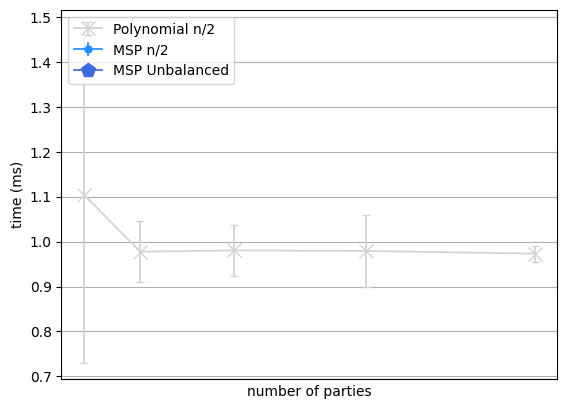 Polynomial n/2
MSP n/2
MSP Unbalanced
1.5
1.4
1.3
1.2
1.1
1.0
0.9
0.8
0.7
time (ms)
number of parties